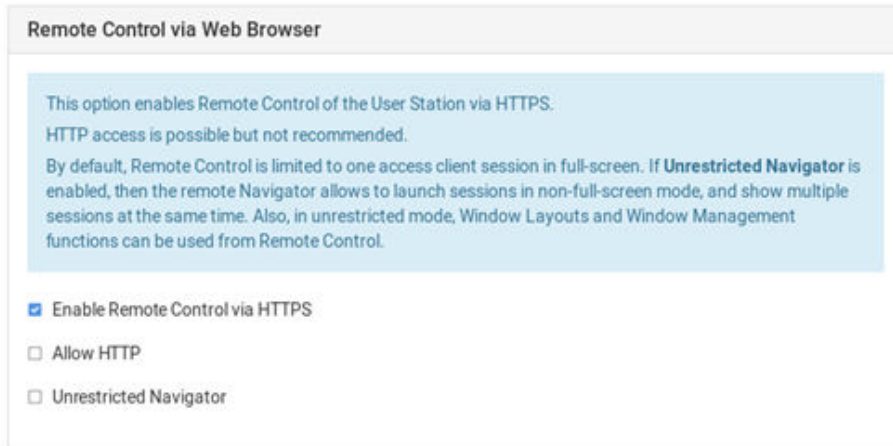 Remote Control via Web Browser
This option enables Remote Control of the User Station via HTTPS.
HTTP access is possible but not recommended.
By default, Remote Control is limited to one access client session in full-screen. If Unrestricted Navigator is
enabled, then the remote Navigator allows to launch sessions in non-full-screen mode, and show multiple
sessions at the same time. Also, in unrestricted mode, Window Layouts and Window Management
functions can be used from Remote Control.
Enable Remote Control via HTTPS
Allow HTTP
Unrestricted Navigator